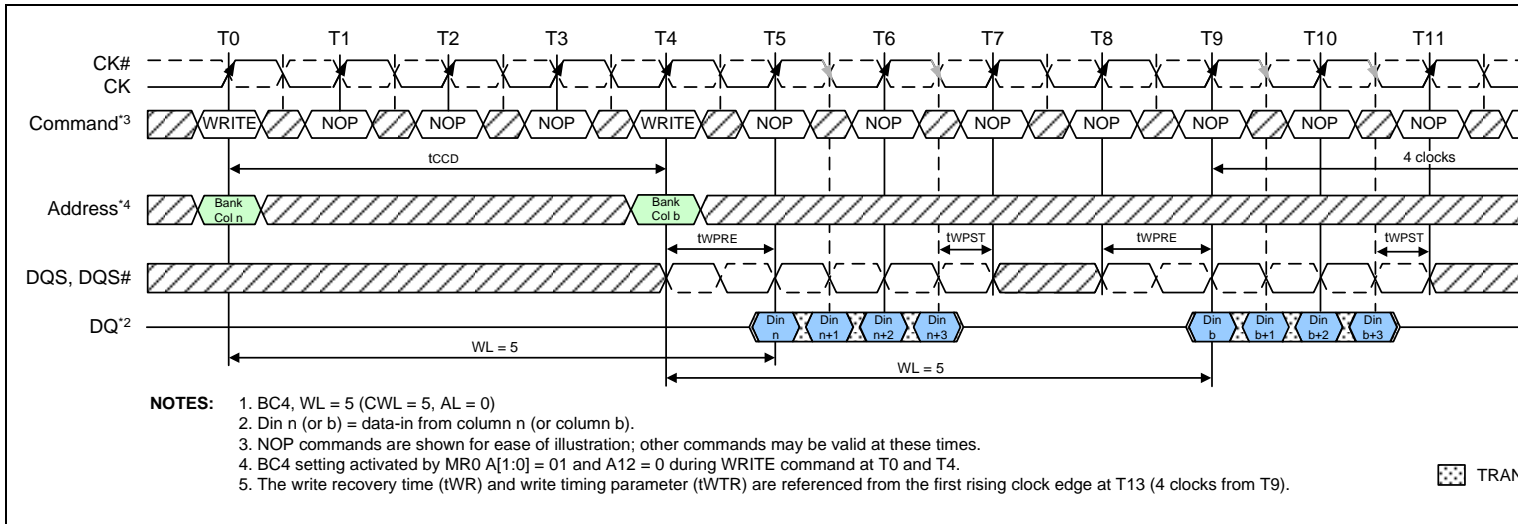 T0 T1 T2 T3 T4 T5 T6 T7 T8 T9 T10 T11
CK#
CK
Command*3 WRITE NOP NOP NOP WRITE NOP NOP NOP NOP NOP NOP NOP
tCCD 4 clocks
Address*4 Bank Col n Bank Col b
tWPRE tWPST tWPRE tWPST
DQS, DQS#
DQ*2 Din n Din n+1 Din n+2 Din n+3 Din b Din b+1 Din b+2 Din b+3
WL = 5
WL = 5
NOTES: 1. BC4, WL = 5 (CWL = 5, AL = 0)
2. Din n (or b) = data-in from column n (or column b).
3. NOP commands are shown for ease of illustration; other commands may be valid at these times.
4. BC4 setting activated by MR0 A[1:0] = 01 and A12 = 0 during WRITE command at T0 and T4.
5. The write recovery time (tWR) and write timing parameter (tWTR) are referenced from the first rising clock edge at T13 (4 clocks from T9).
TRAN